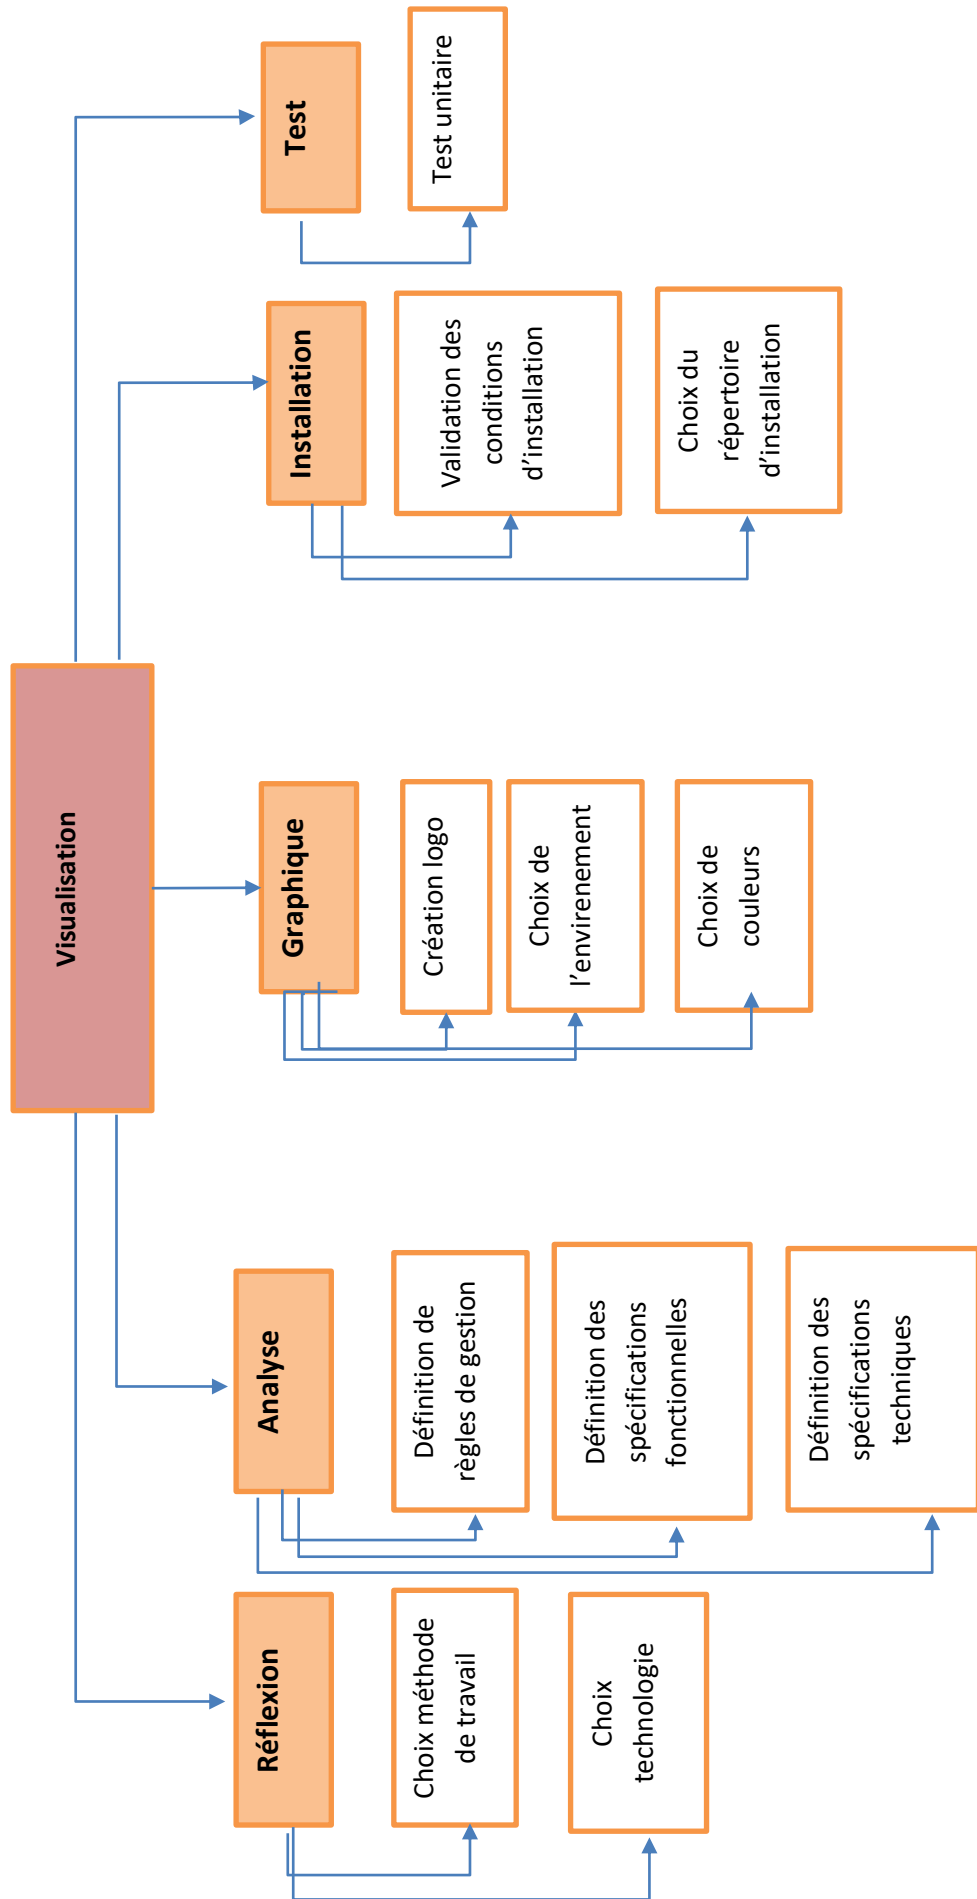 Visualisation
Réflexion
Choix méthode
de travail
Choix
technologie
Analyse
Définition de
règles de gestion
Définition des
spécifications
fonctionnelles
Définition des
spécifications
techniques
Graphique
Création logo
Choix de
l'envirenement
Choix de
couleurs
Installation
Validation des
conditions
d'installation
Choix du
répertoire
d'installation
Test
Test unitaire